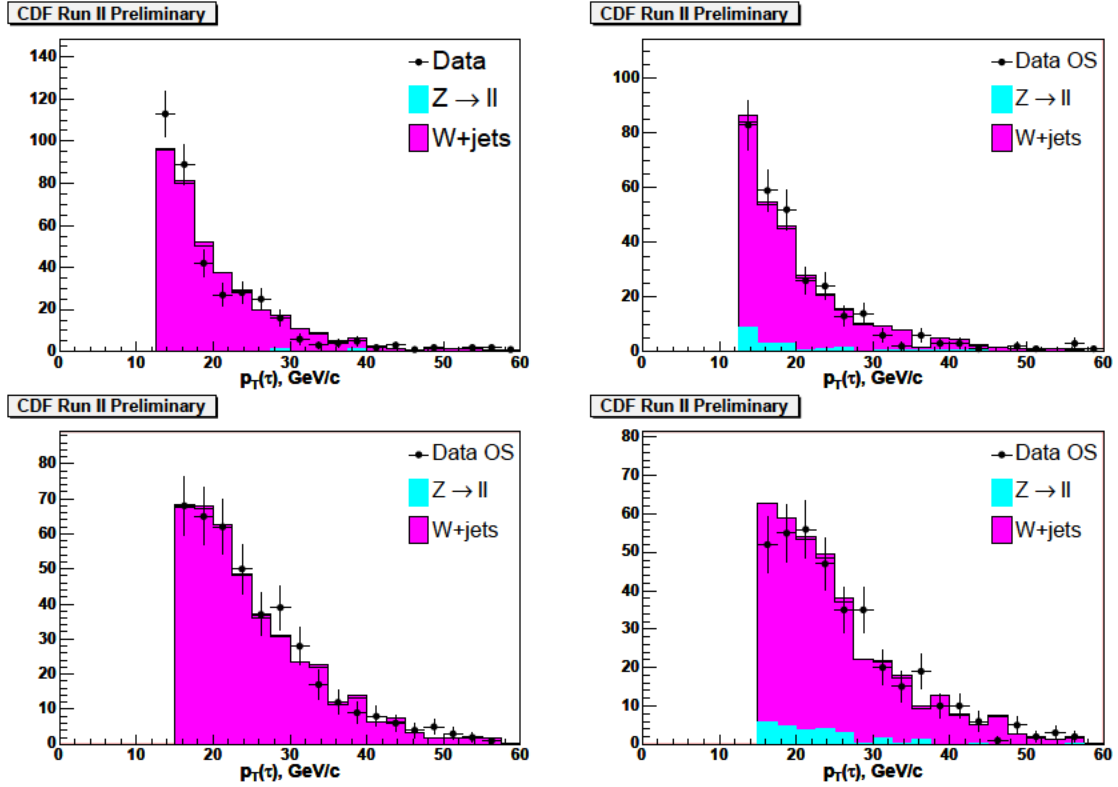 CDF Run II Preliminary
140
120
100
80
60
40
20
0
0 10 20 30 40 50 60
pT(τ), GeV/c
Data
Z → ll
W+jets
CDF Run II Preliminary
100
80
60
40
20
0
0 10 20 30 40 50 60
pT(τ), GeV/c
Data OS
Z → ll
W+jets
CDF Run II Preliminary
80
70
60
50
40
30
20
10
0
0 10 20 30 40 50 60
pT(τ), GeV/c
Data OS
Z → ll
W+jets
CDF Run II Preliminary
80
70
60
50
40
30
20
10
0
0 10 20 30 40 50 60
pT(τ), GeV/c
Data OS
Z → ll
W+jets